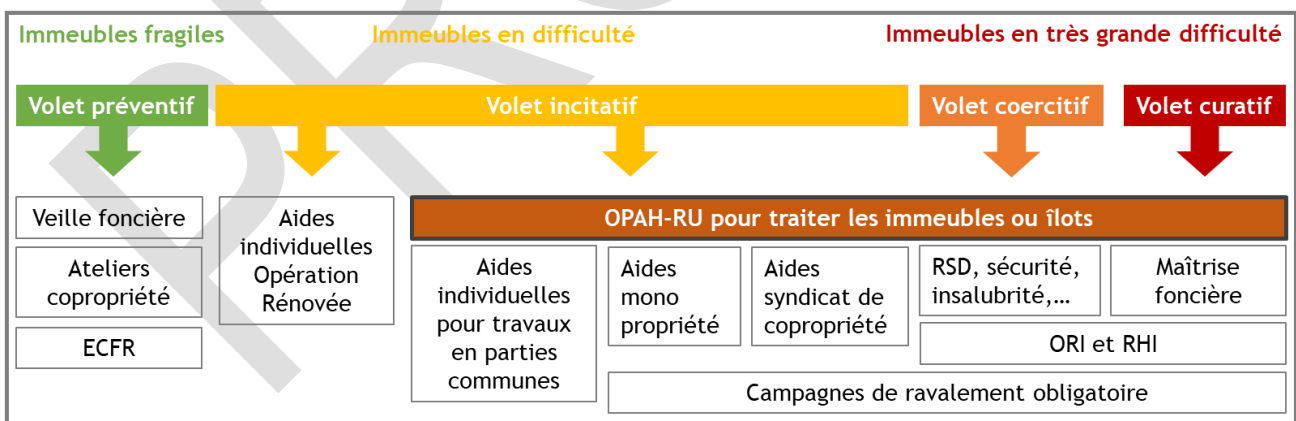 Immeubles fragiles
Immeubles en difficulté
Immeubles en très grande difficulté
Volet préventif
Volet incitatif
Volet coercitif
Volet curatif
Veille foncière
Ateliers
copropriété
ECFR
Aides
individuelles
Opération
Rénovée
OPAH-RU pour traiter les immeubles ou îlots
Aides
individuelles
pour travaux
en parties
communes
Aides
mono
propriété
Aides
syndicat de
copropriété
RSD, sécurité,
insalubrité,…
Maîtrise
foncière
ORI et RHI
Campagnes de ravalement obligatoire